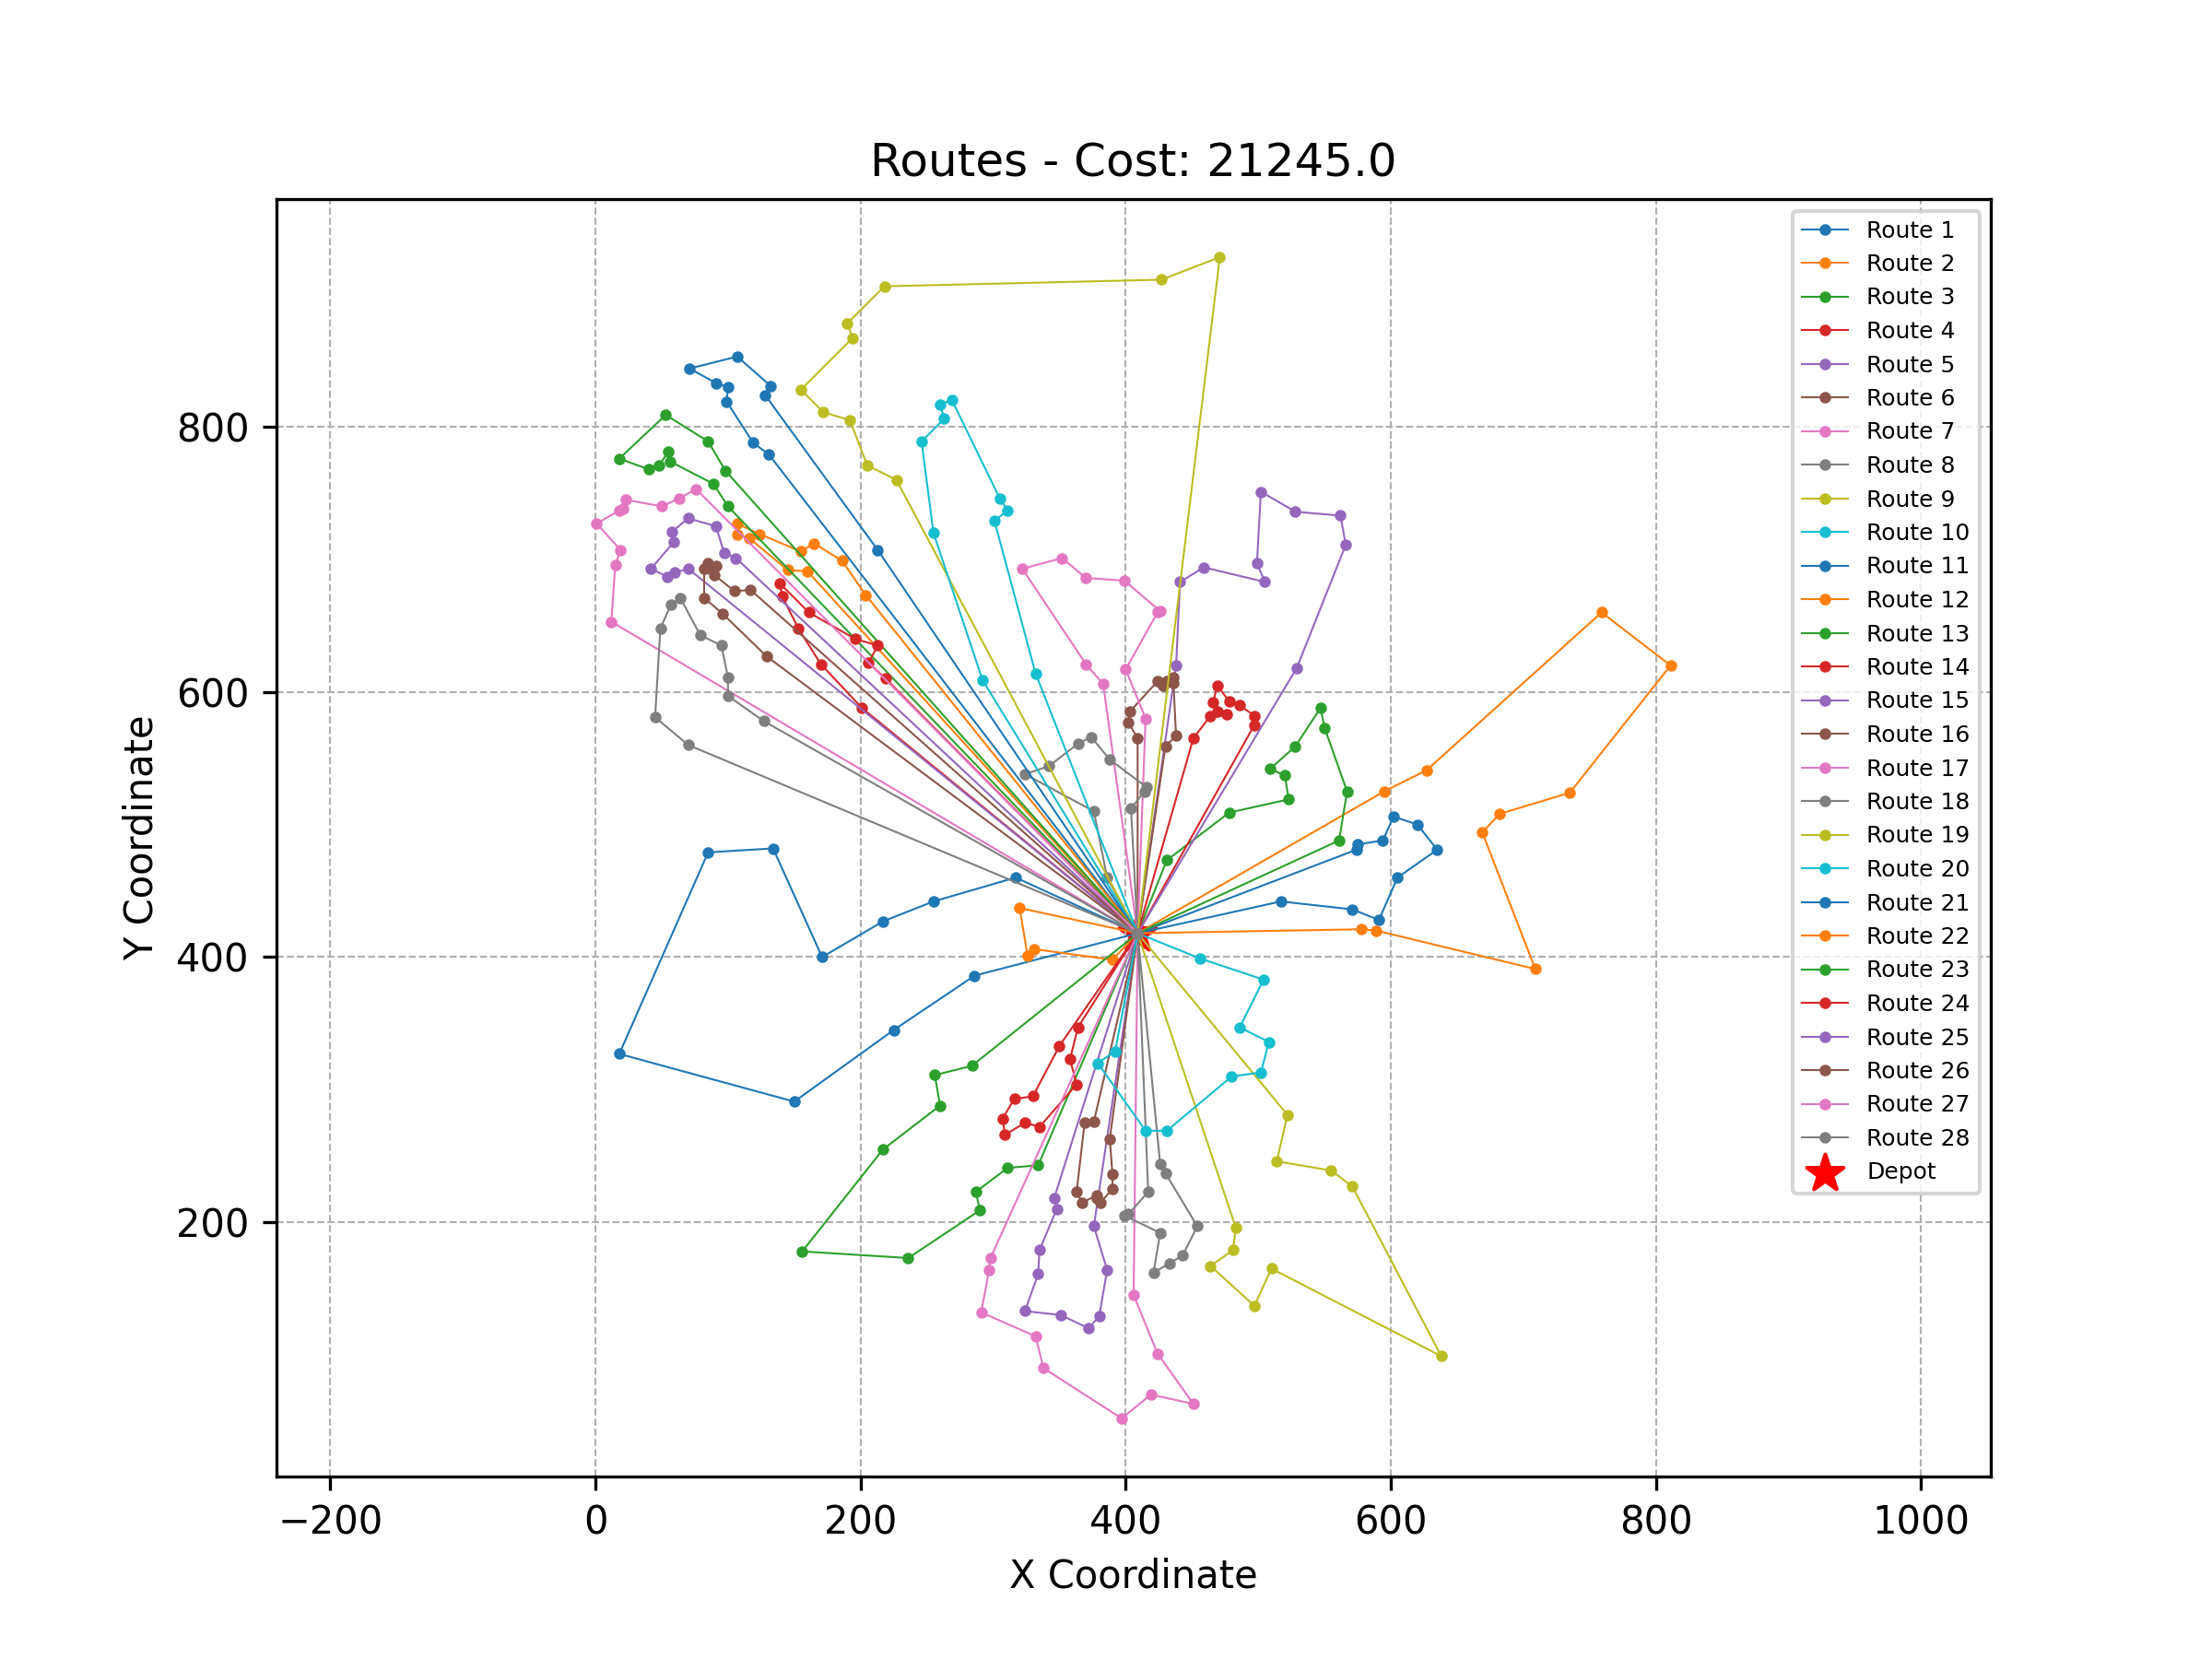 Routes - Cost: 21245.0
Route 1
Route 2
Route 3
Route 4
Route 5
Route 6
Route 7
Route 8
Route 9
Route 10
Route 11
Route 12
Route 13
Route 14
Route 15
Route 16
Route 17
Route 18
Route 19
Route 20
Route 21
Route 22
Route 23
Route 24
Route 25
Route 26
Route 27
Route 28
Depot
Y Coordinate
800
600
400
200
−200 0 200 400 600 800 1000
X Coordinate